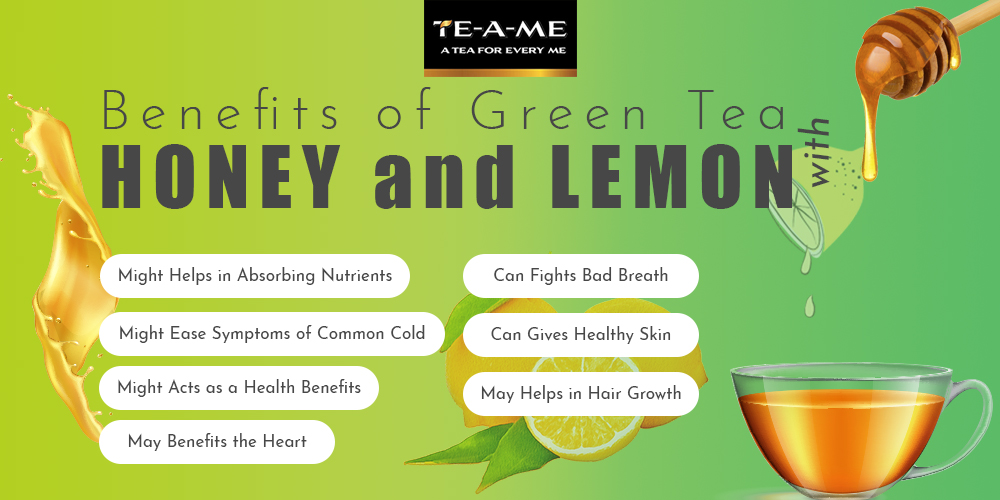 TE-A-ME
A TEA FOR EVERY ME
Benefits of Green Tea
with
HONEY and LEMON
Might Helps in Absorbing Nutrients
Might Ease Symptoms of Common Cold
Might Acts as a Health Benefits
May Benefits the Heart
Can Fights Bad Breath
Can Gives Healthy Skin
May Helps in Hair Growth